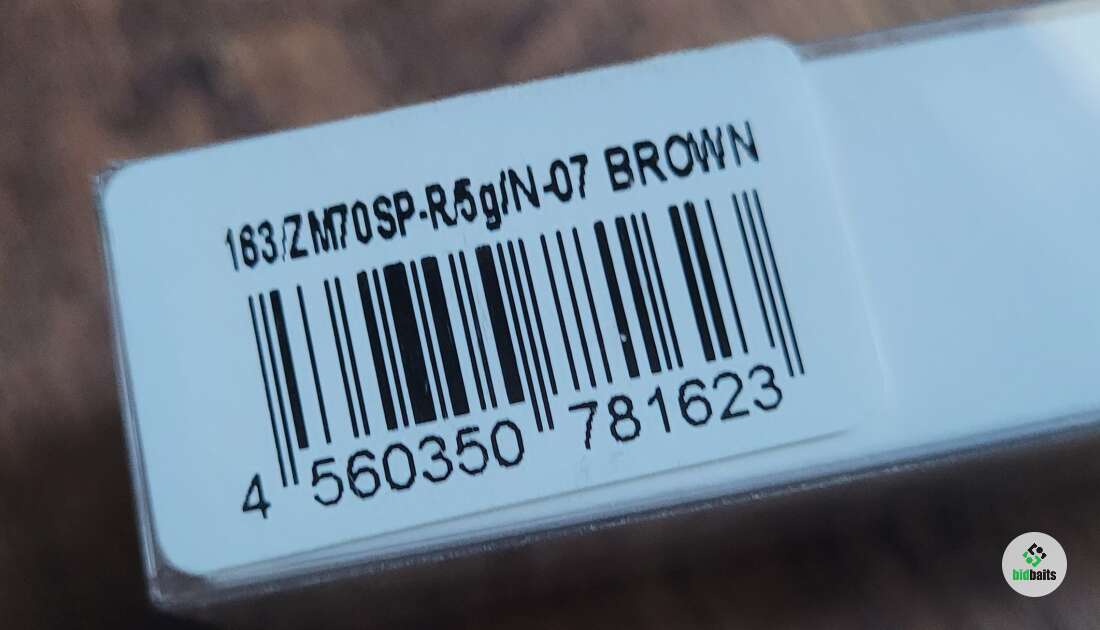 163/ZM70SP-R/5g/N-07 BROWN
4 560350 781623
bidbaits